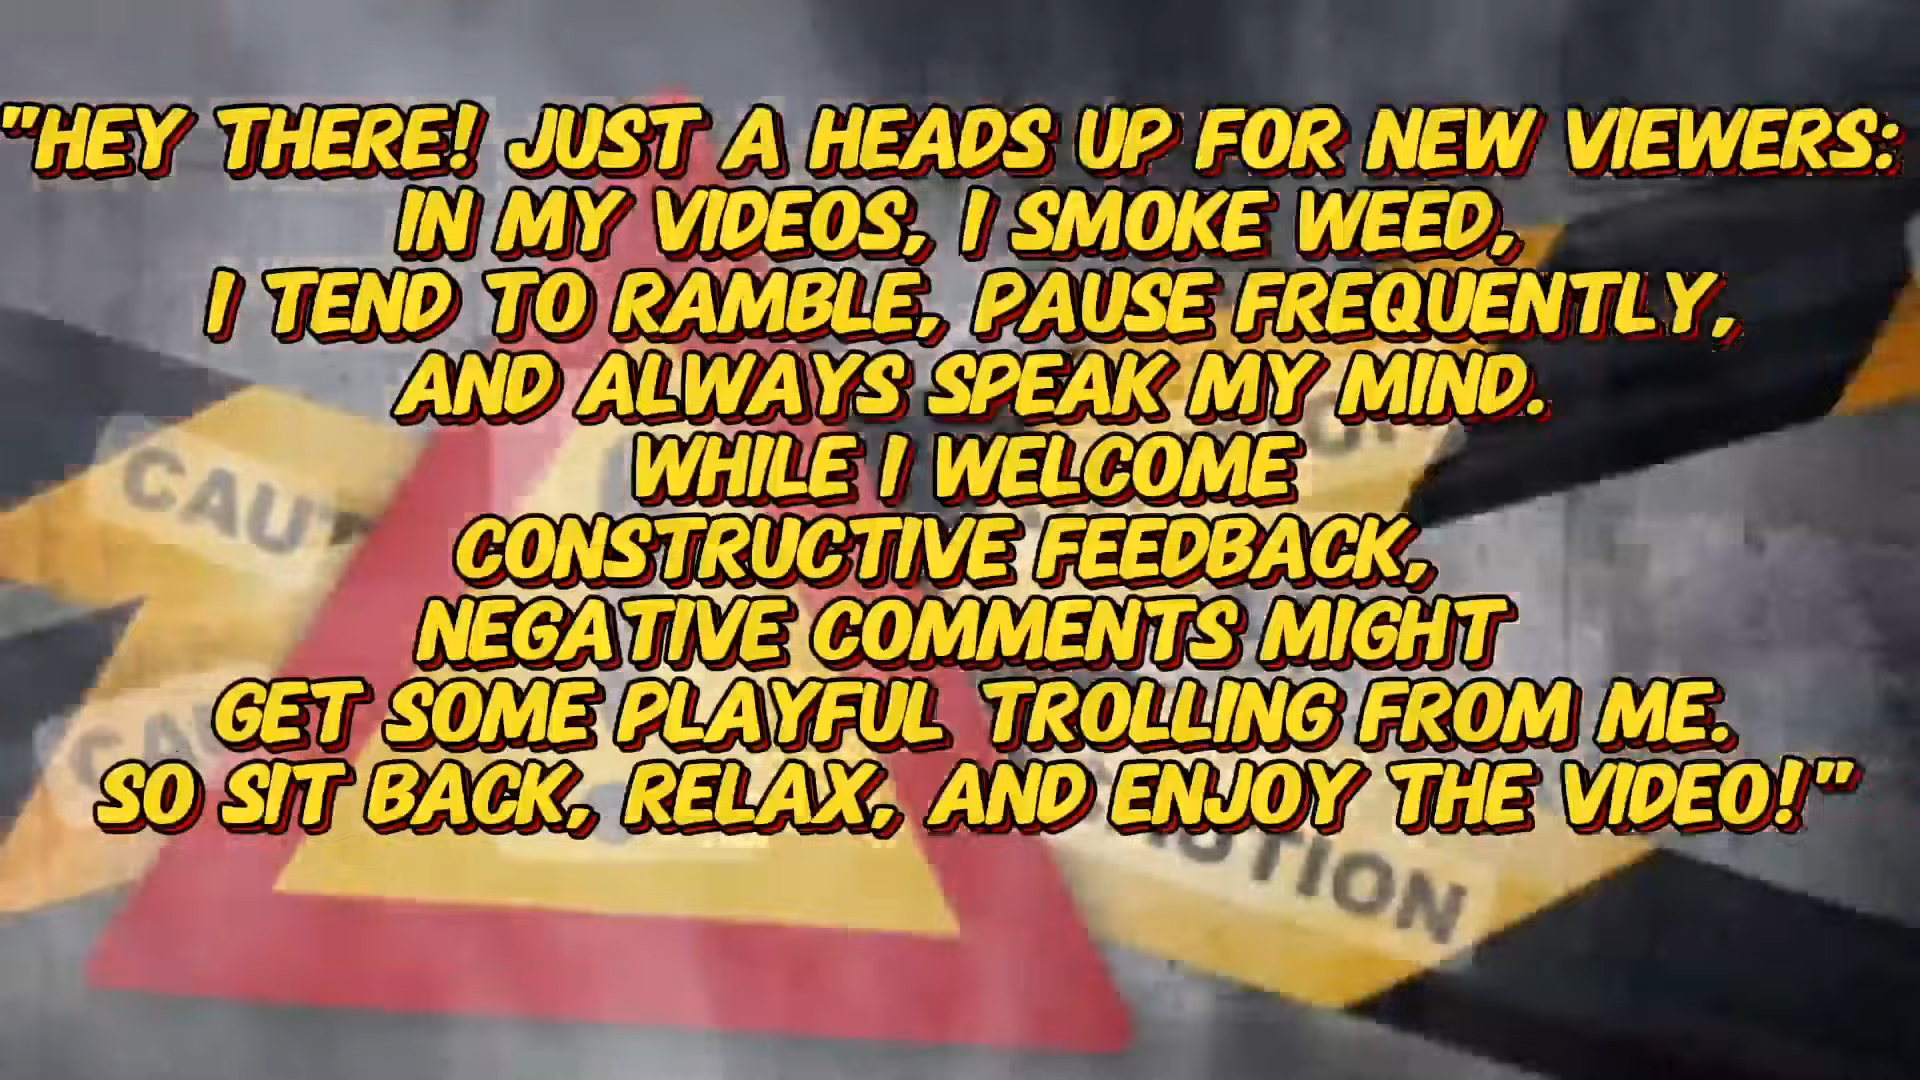 "HEY THERE! JUST A HEADS UP FOR NEW VIEWERS:
IN MY VIDEOS, I SMOKE WEED,
I TEND TO RAMBLE, PAUSE FREQUENTLY,
AND ALWAYS SPEAK MY MIND.
WHILE I WELCOME
CONSTRUCTIVE FEEDBACK,
NEGATIVE COMMENTS MIGHT
GET SOME PLAYFUL TROLLING FROM ME.
SO SIT BACK, RELAX, AND ENJOY THE VIDEO!"